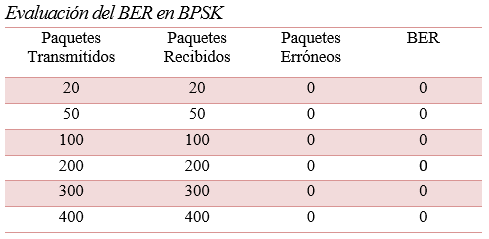 Evaluación del BER en BPSK
Paquetes Transmitidos Paquetes Recibidos Paquetes Erróneos BER
20 20 0 0
50 50 0 0
100 100 0 0
200 200 0 0
300 300 0 0
400 400 0 0